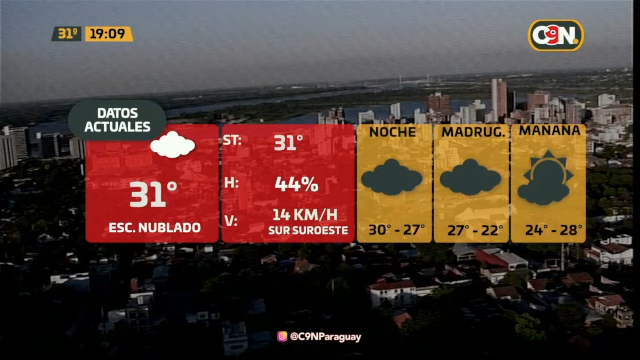 31º 19:09
C9N.
DATOS
ACTUALES
31°
ESC. NUBLADO
ST: 31°
H: 44%
V: 14 KM/H
SUR SUROESTE
NOCHE
30° - 27°
MADRUG.
27° - 22°
MAÑANA
24° - 28°
@C9NParaguay